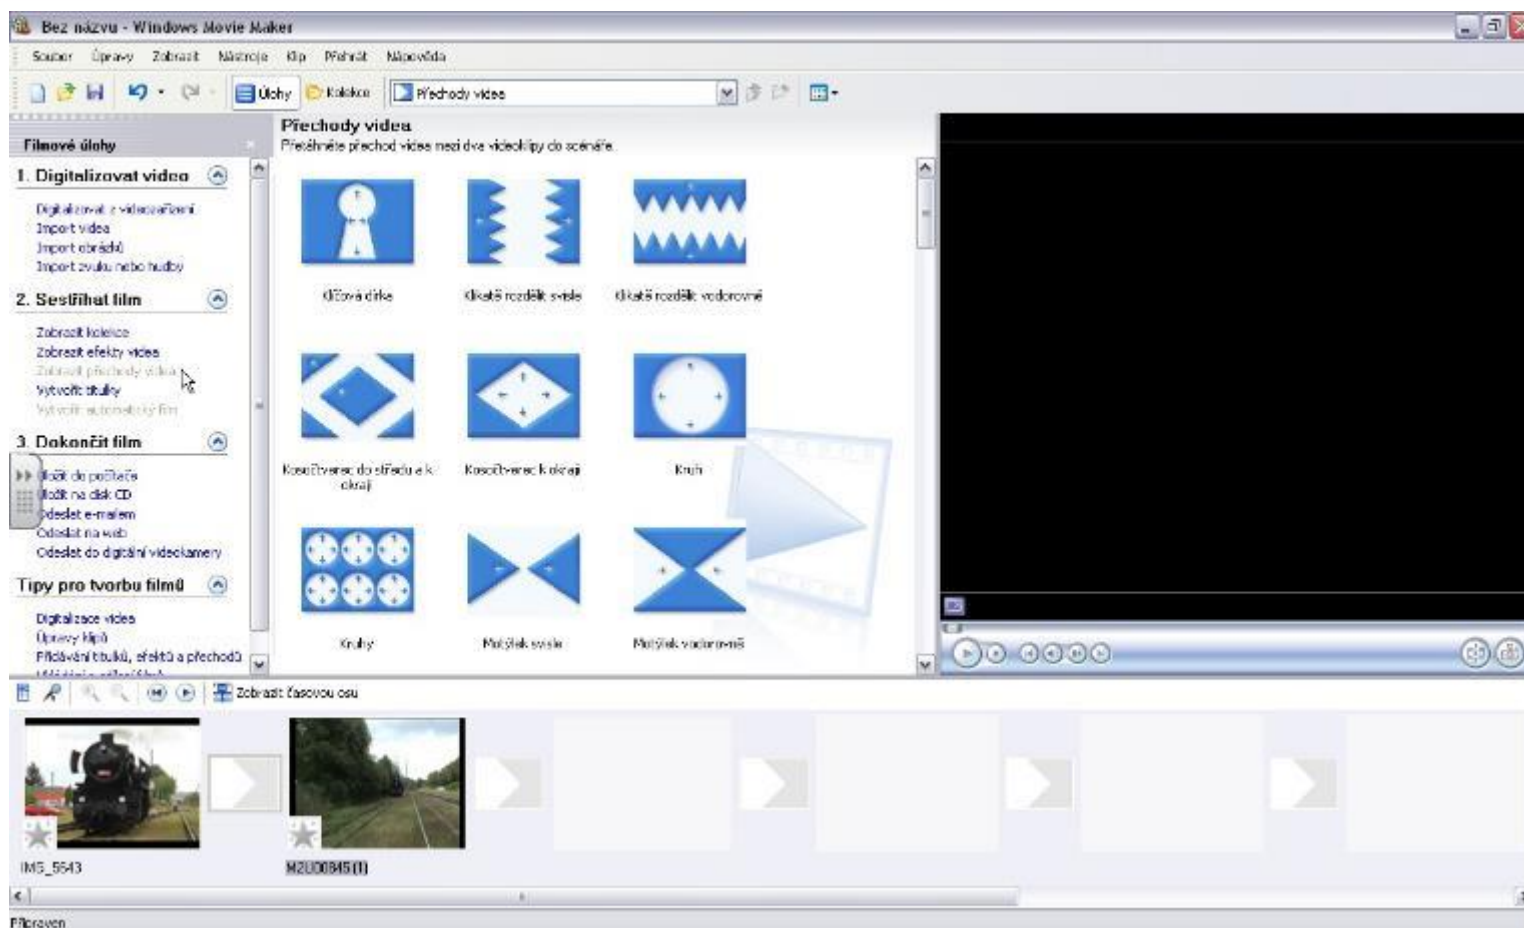 Bez názvu - Windows Movie Maker
Soubor Úpravy Zobrazit Nástroje Klip Přehrát Nápověda
Úlohy Kolekce Přechody videa
Filmové úlohy
Přechody videa
Přetáhněte přechod videa mezi dva videoklipy do scénáře.
1. Digitalizovat video
Digitalizovat z videozařízení
Import videa
Import obrázků
Import zvuku nebo hudby
2. Sestříhat film
Zobrazit kolekce
Zobrazit efekty videa
Zobrazit přechody videa
Vytvořit titulky
Vytvořit automatický film
3. Dokončit film
Uložit do počítače
Uložit na disk CD
Odeslat e-mailem
Odeslat na web
Odeslat do digitální videokamery
Tipy pro tvorbu filmů
Digitalizace videa
Úpravy klipů
Přidávání titulků, efektů a přechodů
Klíčová dírka
Klikatě rozdělit svisle
Klikatě rozdělit vodorovně
Kosočtverec do středu a k
okraji
Kosočtverec k okraji
Kruh
Kruhy
Motýlek svisle
Motýlek vodorovně
Zobrazit časovou osu
IMG_5543
M2U00845 (1)
Připraven